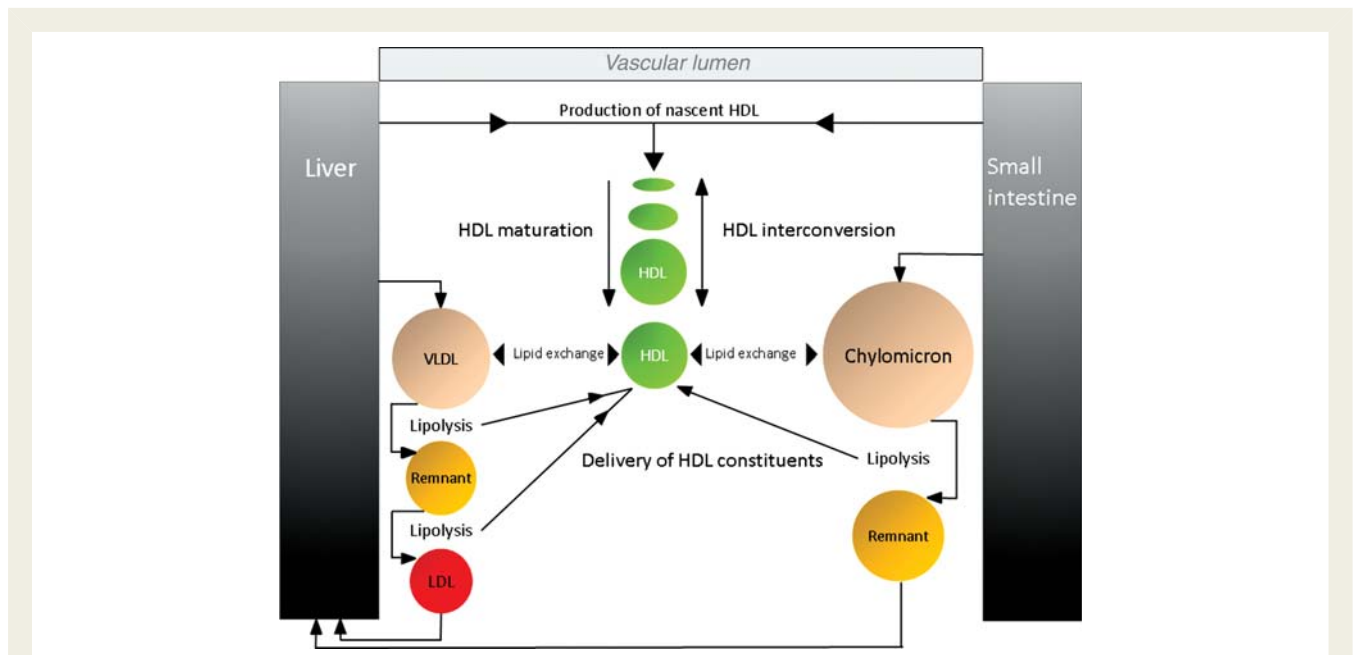 Vascular lumen
Production of nascent HDL
Liver
Small
intestine
HDL maturation
HDL interconversion
HDL
VLDL
Lipid exchange
HDL
Lipid exchange
Chylomicron
Lipolysis
Delivery of HDL constituents
Lipolysis
Remnant
Lipolysis
Remnant
LDL